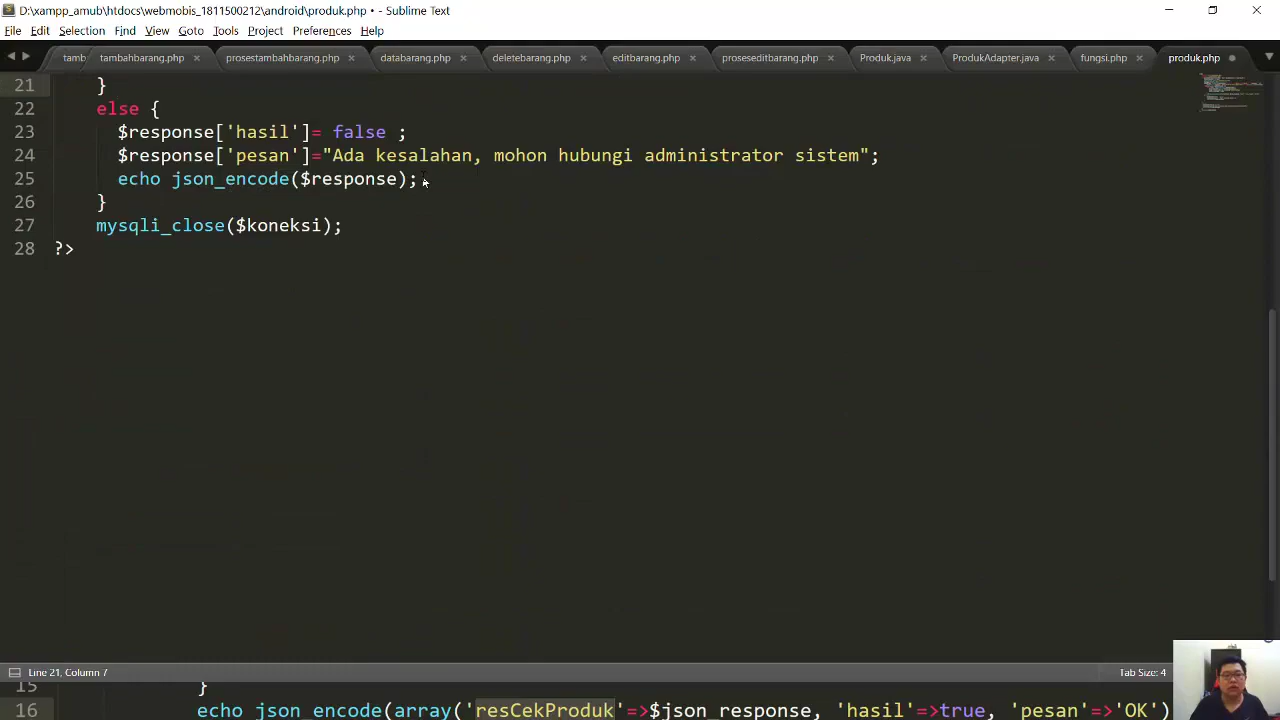 D:\xampp_amub\htdocs\webmobis_1811500212\android\produk.php • - Sublime Text
File Edit Selection Find View Goto Tools Project Preferences Help
tamb tambahbarang.php × prosestambahbarang.php × databarang.php × deletebarang.php × editbarang.php × proseseditbarang.php × Produk.java × ProdukAdapter.java × fungsi.php × produk.php
21 }
22 else {
23 $response['hasil']= false ;
24 $response['pesan']="Ada kesalahan, mohon hubungi administrator sistem";
25 echo json_encode($response);
26 }
27 mysqli_close($koneksi);
28 ?>
Line 21, Column 7 Tab Size: 4
15 }
16 echo json_encode(array('resCekProduk'=>$json_response, 'hasil'=>true, 'pesan'=>'OK')